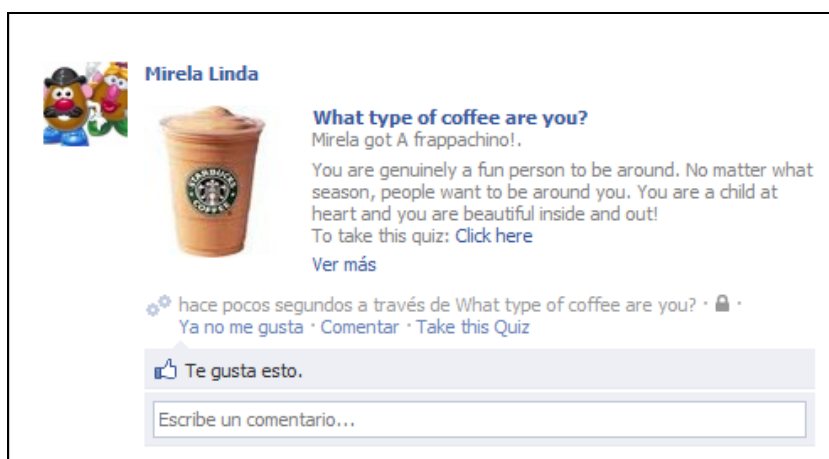 Mirela Linda
What type of coffee are you?
Mirela got A frappachino!.
You are genuinely a fun person to be around. No matter what
season, people want to be around you. You are a child at
heart and you are beautiful inside and out!
To take this quiz: Click here
Ver más
STARBUCKS
COFFEE
hace pocos segundos a través de What type of coffee are you? · ·
Ya no me gusta · Comentar · Take this Quiz
Te gusta esto.
Escribe un comentario...